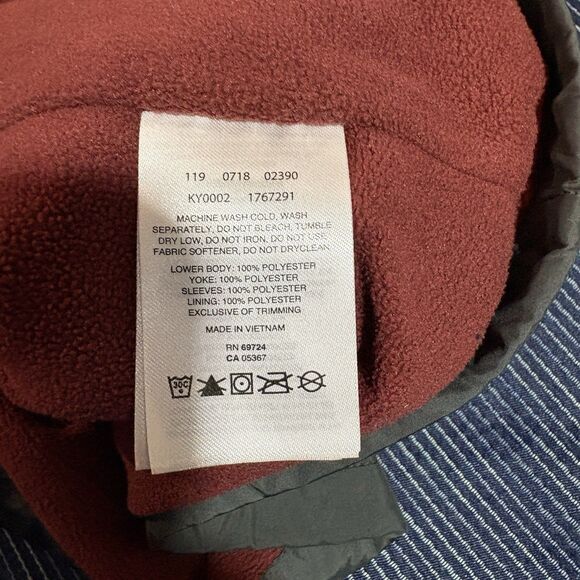 119 0718 02390
KY0002 1767291
MACHINE WASH COLD, WASH
SEPARATELY, DO NOT BLEACH, TUMBLE
DRY LOW, DO NOT IRON, DO NOT USE
FABRIC SOFTENER, DO NOT DRYCLEAN
LOWER BODY: 100% POLYESTER
YOKE: 100% POLYESTER
SLEEVES: 100% POLYESTER
LINING: 100% POLYESTER
EXCLUSIVE OF TRIMMING
MADE IN VIETNAM
RN 69724
CA 05367
30C